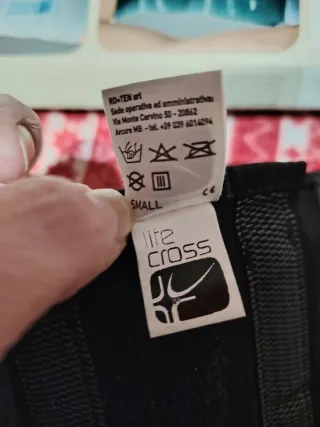 RO+TEN srl
Sede operativa ed amministrativa:
Via Monte Cervino 50 - 20862
Arcore MB - tel. +39 039 6014094
SMALL CE
lite
cross